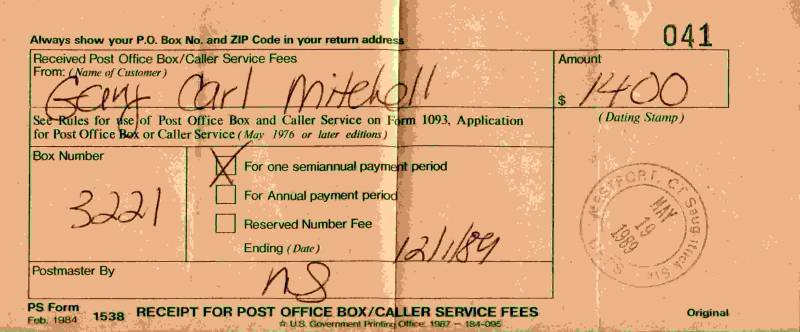 041
Always show your P.O. Box No. and ZIP Code in your return address
Received Post Office Box/Caller Service Fees
From: (Name of Customer)
Carl Mitchell
Amount
$ 1400
See Rules for use of Post Office Box and Caller Service on Form 1093, Application
for Post Office Box or Caller Service (May 1976 or later editions)
(Dating Stamp)
Box Number
3221
For one semiannual payment period
For Annual payment period
Reserved Number Fee
Ending (Date) 12/1/89
WESTPORT, CT Saugatuck Sta
MAY
19
1989
USPS
Postmaster By
PS Form
Feb. 1984
1538
RECEIPT FOR POST OFFICE BOX/CALLER SERVICE FEES
☆ U.S. Government Printing Office: 1987 – 184-095
Original